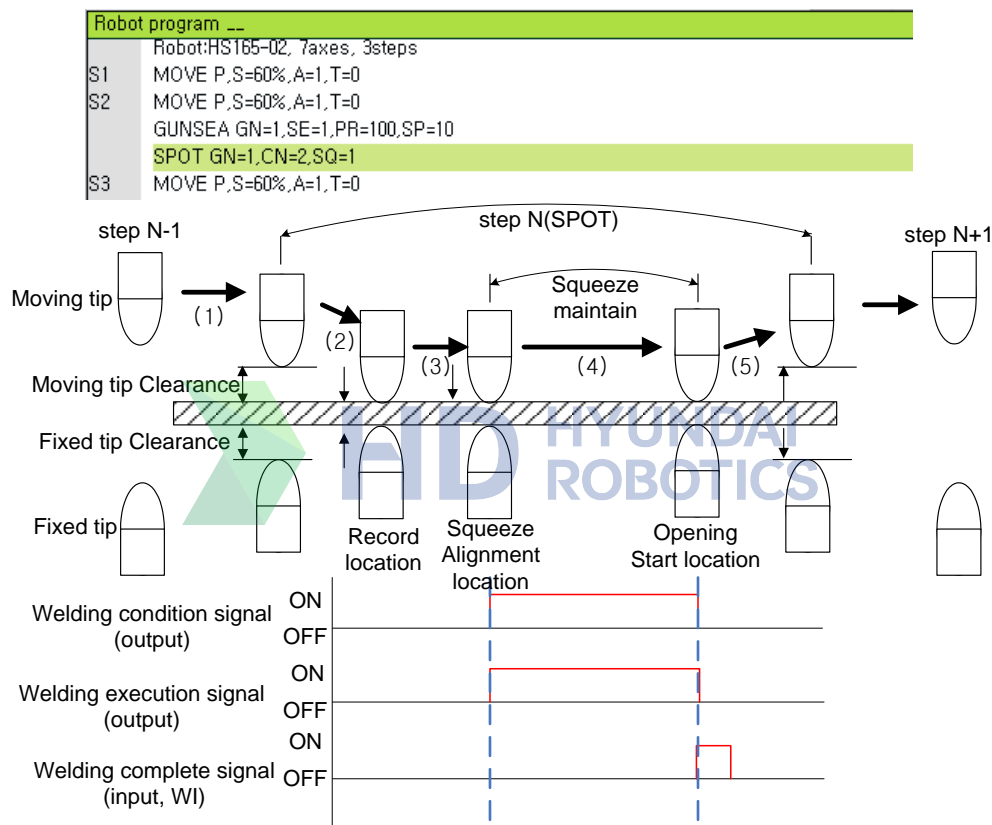 Robot program __
Robot:HS165-02, 7axes, 3steps
S1 MOVE P,S=60%,A=1,T=0
S2 MOVE P,S=60%,A=1,T=0
GUNSEA GN=1,SE=1,PR=100,SP=10
SPOT GN=1,CN=2,SQ=1
S3 MOVE P,S=60%,A=1,T=0
step N-1
step N(SPOT)
step N+1
Moving tip
(1)
(2)
(3)
Squeeze
maintain
(4)
(5)
Moving tip Clearance
Fixed tip Clearance
HD HYUNDAI
ROBOTICS
Fixed tip
Record
location
Squeeze
Alignment
location
Opening
Start location
Welding condition signal
(output)
ON
OFF
Welding execution signal
(output)
ON
OFF
Welding complete signal
(input, WI)
ON
OFF